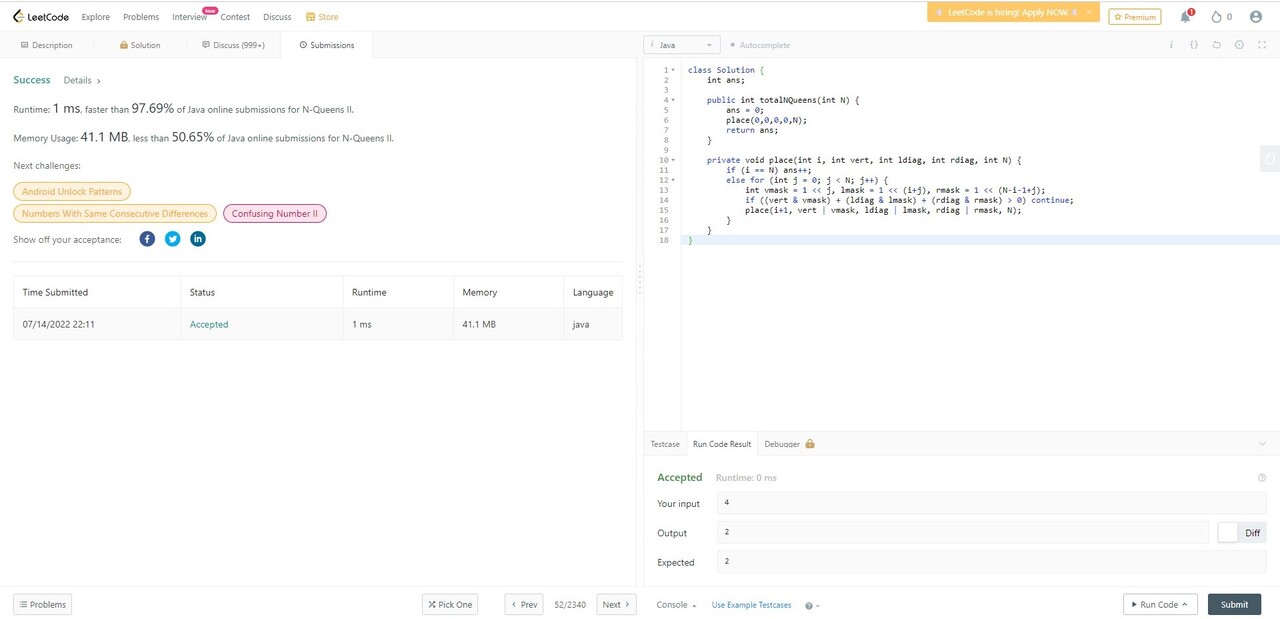 LeetCode Explore Problems Interview New Contest Discuss Store LeetCode is hiring! Apply NOW. Premium 1 0
Description Solution Discuss (999+) Submissions
Success Details >
Runtime: 1 ms, faster than 97.69% of Java online submissions for N-Queens II.
Memory Usage: 41.1 MB, less than 50.65% of Java online submissions for N-Queens II.
Next challenges:
Android Unlock Patterns
Numbers With Same Consecutive Differences Confusing Number II
Show off your acceptance:
Time Submitted Status Runtime Memory Language
07/14/2022 22:11 Accepted 1 ms 41.1 MB java
Problems Pick One < Prev 52/2340 Next >
i Java Autocomplete i {}
1 class Solution {
2 int ans;
3
4 public int totalNQueens(int N) {
5 ans = 0;
6 place(0,0,0,0,N);
7 return ans;
8 }
9
10 private void place(int i, int vert, int ldiag, int rdiag, int N) {
11 if (i == N) ans++;
12 else for (int j = 0; j < N; j++) {
13 int vmask = 1 << j, lmask = 1 << (i+j), rmask = 1 << (N-i-1+j);
14 if ((vert & vmask) + (ldiag & lmask) + (rdiag & rmask) > 0) continue;
15 place(i+1, vert | vmask, ldiag | lmask, rdiag | rmask, N);
16 }
17 }
18 }
Testcase Run Code Result Debugger
Accepted Runtime: 0 ms
Your input 4
Output 2 Diff
Expected 2
Console Use Example Testcases Run Code Submit